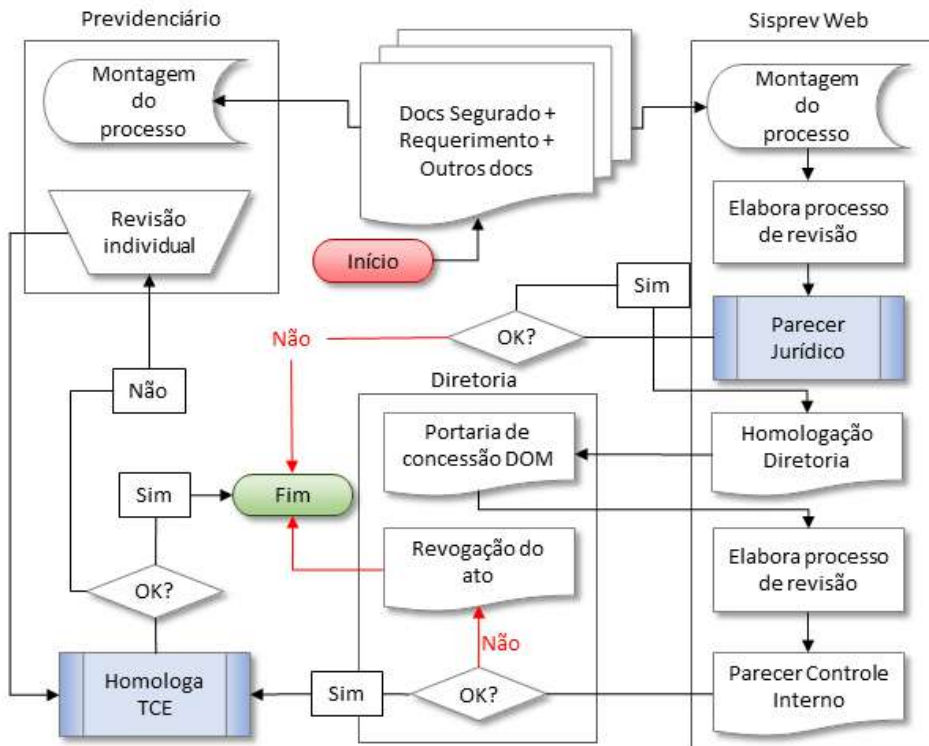 Previdenciário
Sisprev Web
Montagem
do
processo
Docs Segurado +
Requerimento +
Outros docs
Montagem
do
processo
Revisão
individual
Início
Elabora processo
de revisão
Sim
Não
OK?
Parecer
Jurídico
Não
Diretoria
Portaria de
concessão DOM
Homologação
Diretoria
Sim
Fim
Revogação do
ato
Elabora processo
de revisão
OK?
Não
Homologa
TCE
Sim
OK?
Parecer Controle
Interno